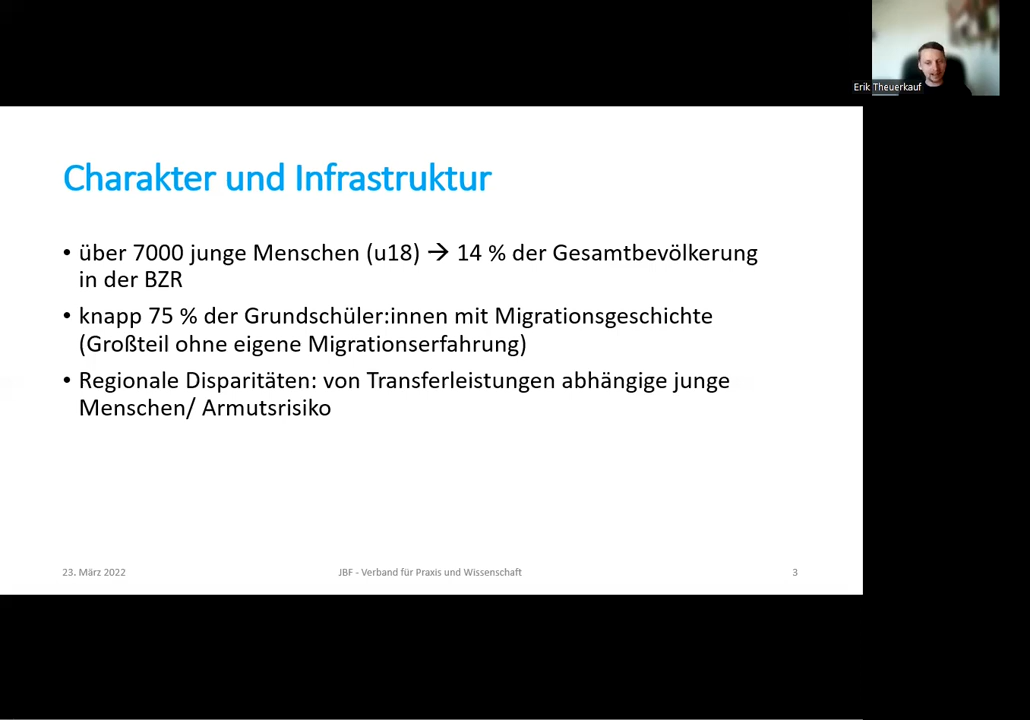 Erik Theuerkauf
Charakter und Infrastruktur
• über 7000 junge Menschen (u18) → 14 % der Gesamtbevölkerung
in der BZR
• knapp 75 % der Grundschüler:innen mit Migrationsgeschichte
(Großteil ohne eigene Migrationserfahrung)
• Regionale Disparitäten: von Transferleistungen abhängige junge
Menschen/ Armutsrisiko
23. März 2022
JBF - Verband für Praxis und Wissenschaft
3